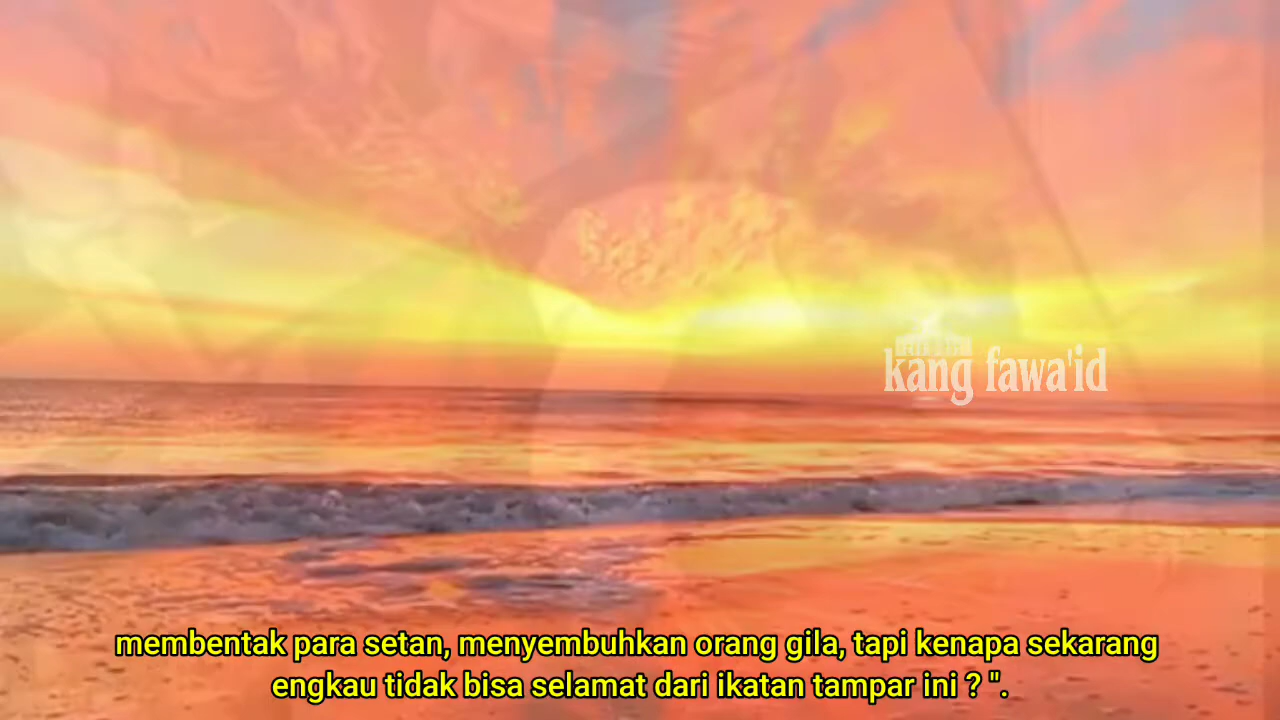 kang fawa'id
membentak para setan, menyembuhkan orang gila, tapi kenapa sekarang
engkau tidak bisa selamat dari ikatan tampar ini ? ".